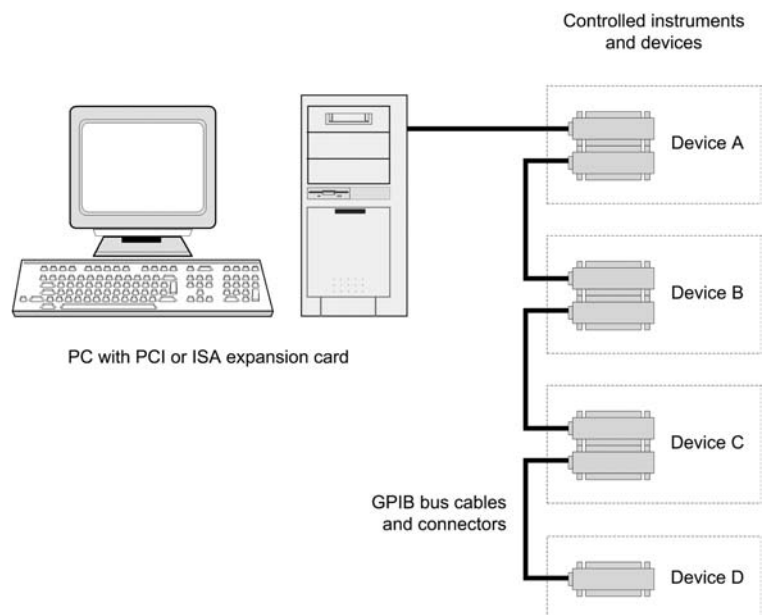 Controlled instruments
and devices
Device A
Device B
PC with PCI or ISA expansion card
Device C
GPIB bus cables
and connectors
Device D